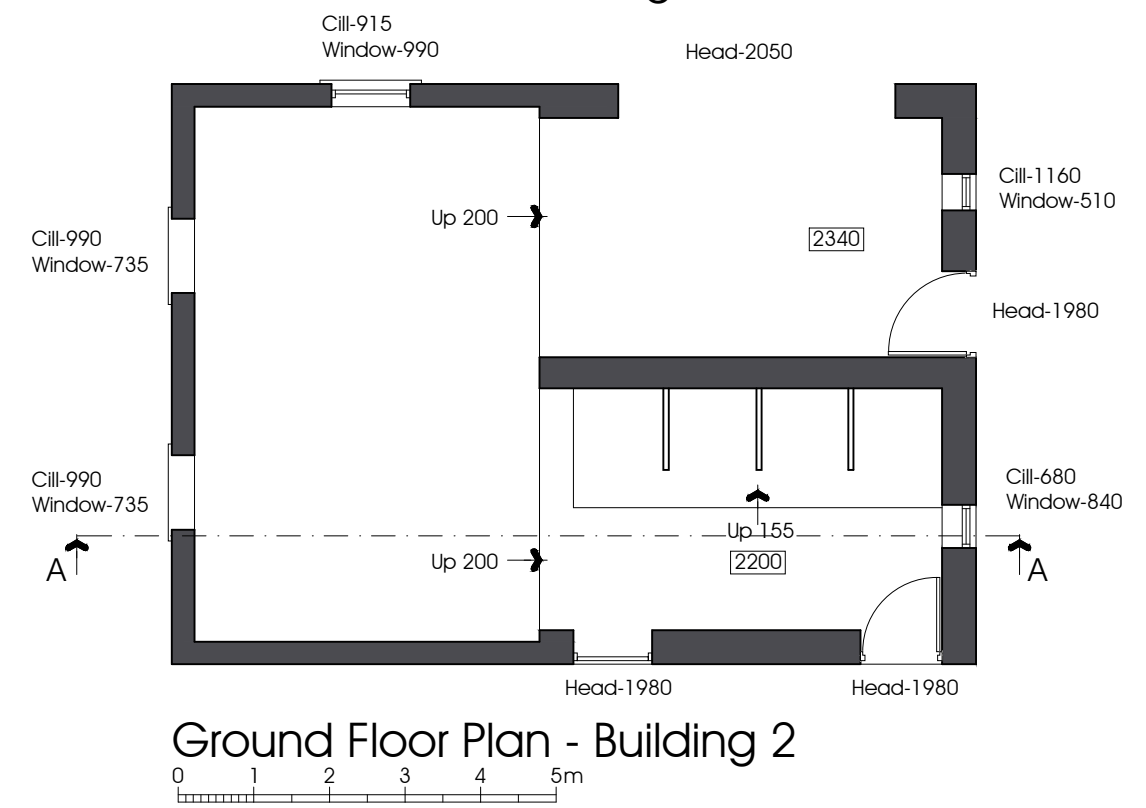 Cill-915
Window-990
Head-2050
Cill-1160
Window-510
Up 200
2340
Cill-990
Window-735
Head-1980
Cill-990
Window-735
Cill-680
Window-840
Up 155
Up 200
2200
A
A
Head-1980
Head-1980
Ground Floor Plan - Building 2
0 1 2 3 4 5m